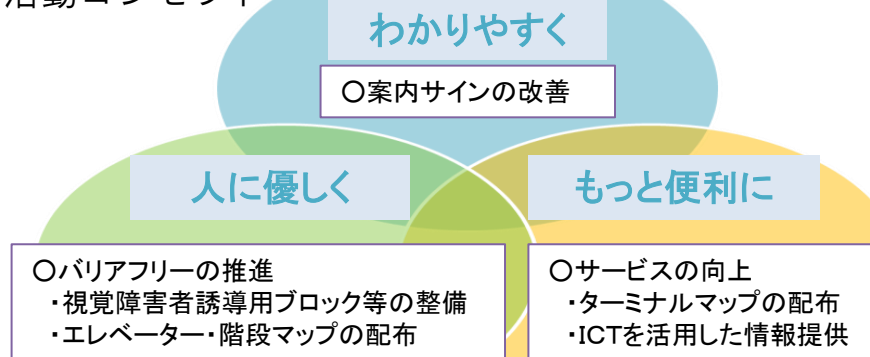 わかりやすく
〇案内サインの改善
人に優しく
もっと便利に
〇バリアフリーの推進
・視覚障害者誘導用ブロック等の整備
・エレベーター・階段マップの配布
〇サービスの向上
・ターミナルマップの配布
・ICTを活用した情報提供